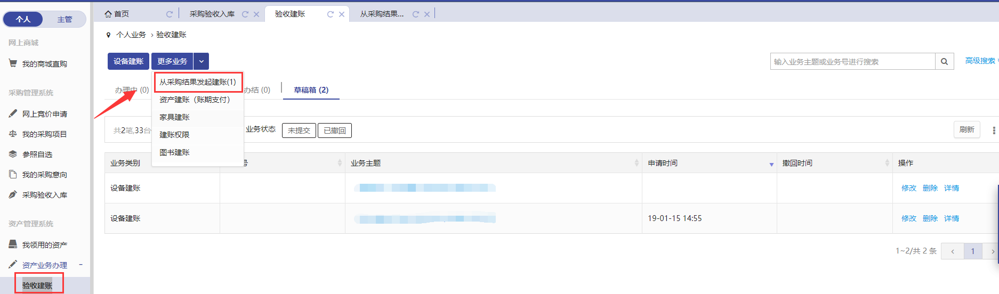 个人 主管
网上商城
我的商城直购
采购管理系统
网上竞价申请
我的采购项目
参照自选
我的采购意向
采购验收入库
资产管理系统
我领用的资产
资产业务办理 -
验收建账
首页 采购验收入库 验收建账 从采购结果...
个人业务 > 验收建账
设备建账 更多业务
输入业务主题或业务号进行搜索 高级搜索
从采购结果发起建账(1)
资产建账（账期支付）
家具建账
建账权限
图书建账
办理中 (0) 办结 (0) 草稿箱 (2)
共2笔,33台 业务状态 未提交 已撤回 刷新
业务类别 号 业务主题 申请时间 撤回时间 操作
设备建账 修改 删除 详情
设备建账 19-01-15 14:55 修改 删除 详情
1~2/共 2 条 < 1 >